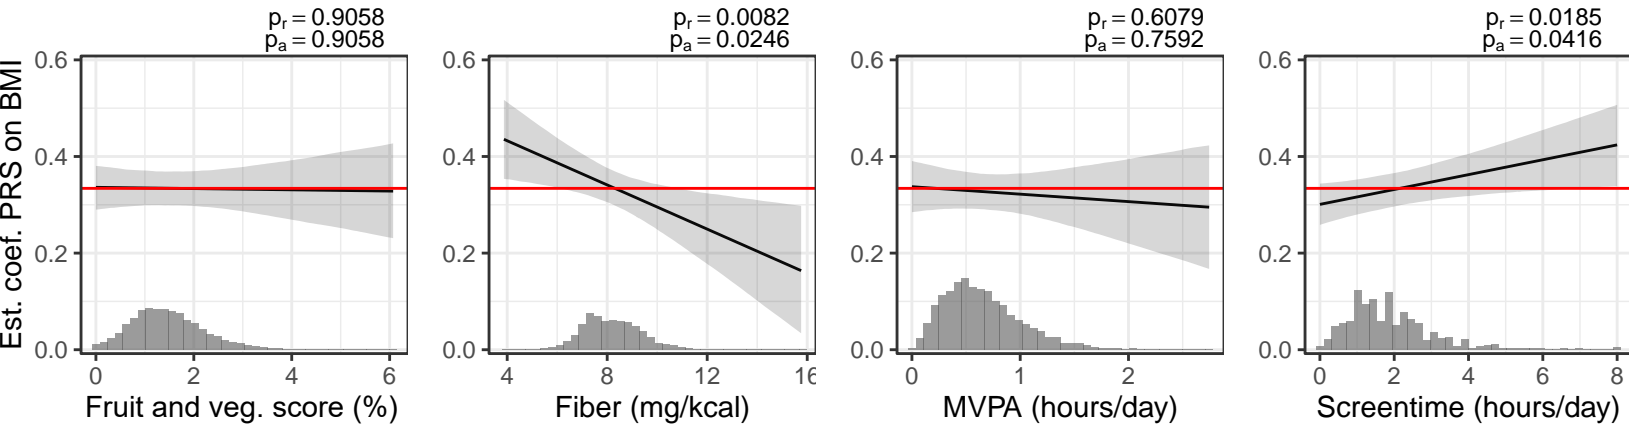 pr = 0.9058
pa = 0.9058
pr = 0.0082
pa = 0.0246
pr = 0.6079
pa = 0.7592
pr = 0.0185
pa = 0.0416
Est. coef. PRS on BMI
0.6
0.4
0.2
0.0
0 2 4 6
Fruit and veg. score (%)
0.6
0.4
0.2
0.0
4 8 12 16
Fiber (mg/kcal)
0.6
0.4
0.2
0.0
0 1 2
MVPA (hours/day)
0.6
0.4
0.2
0.0
0 2 4 6 8
Screentime (hours/day)